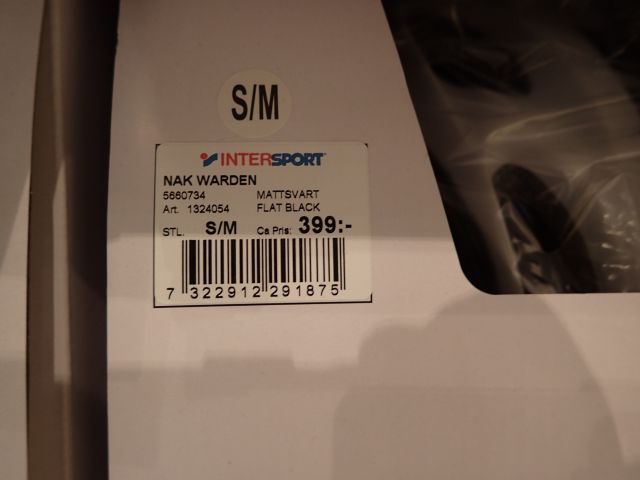 S/M
INTERSPORT
NAK WARDEN
5660734 MATTSVART
Art. 1324054 FLAT BLACK
STL. S/M Ca Pris: 399:-
7 322912 291875